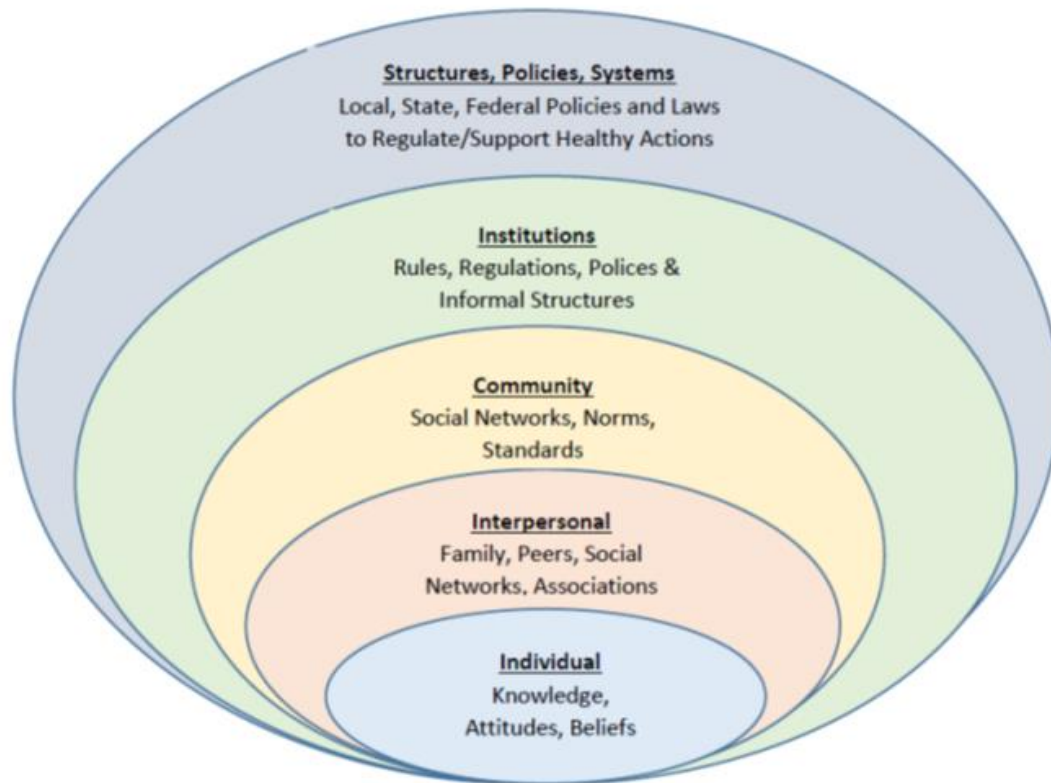 Structures, Policies, Systems
Local, State, Federal Policies and Laws
to Regulate/Support Healthy Actions
Institutions
Rules, Regulations, Polices &
Informal Structures
Community
Social Networks, Norms,
Standards
Interpersonal
Family, Peers, Social
Networks, Associations
Individual
Knowledge,
Attitudes, Beliefs